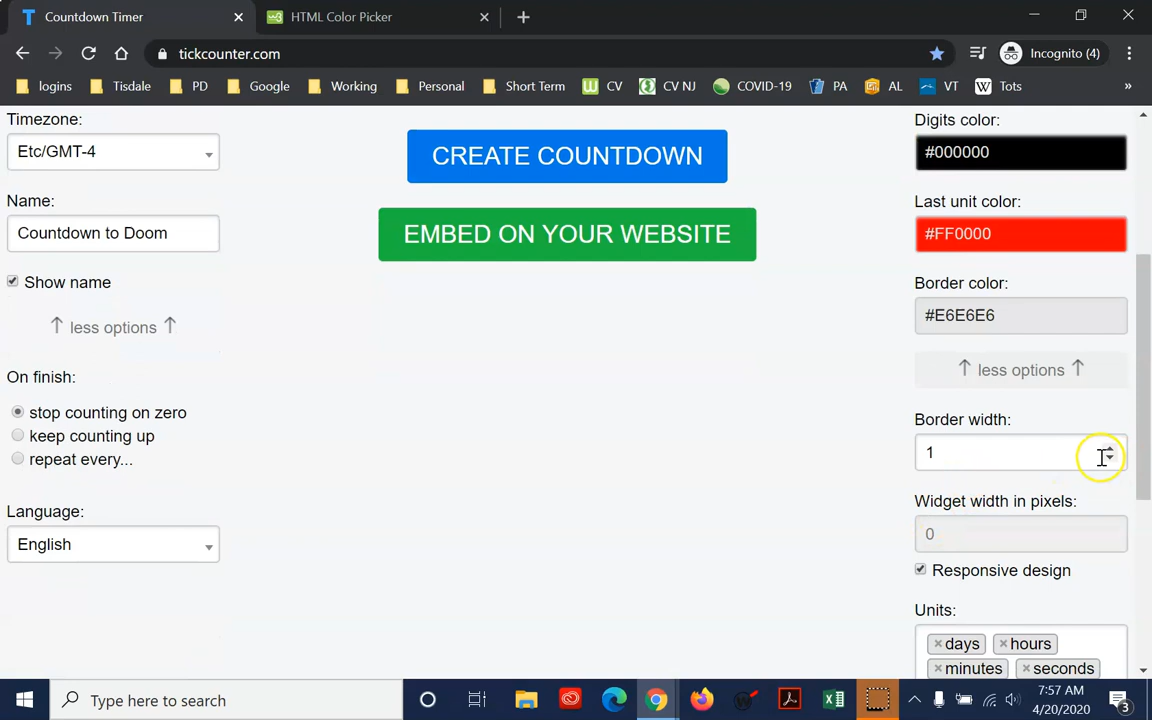 Countdown Timer
HTML Color Picker
tickcounter.com
Incognito (4)
logins
Tisdale
PD
Google
Working
Personal
Short Term
CV
CV NJ
COVID-19
PA
AL
VT
Tots
»
Timezone:
Etc/GMT-4
Name:
Countdown to Doom
Show name
↑ less options ↑
On finish:
stop counting on zero
keep counting up
repeat every...
Language:
English
CREATE COUNTDOWN
EMBED ON YOUR WEBSITE
Digits color:
#000000
Last unit color:
#FF0000
Border color:
#E6E6E6
↑ less options ↑
Border width:
1
Widget width in pixels:
0
Responsive design
Units:
×days ×hours
×minutes ×seconds
Type here to search
7:57 AM
4/20/2020
3